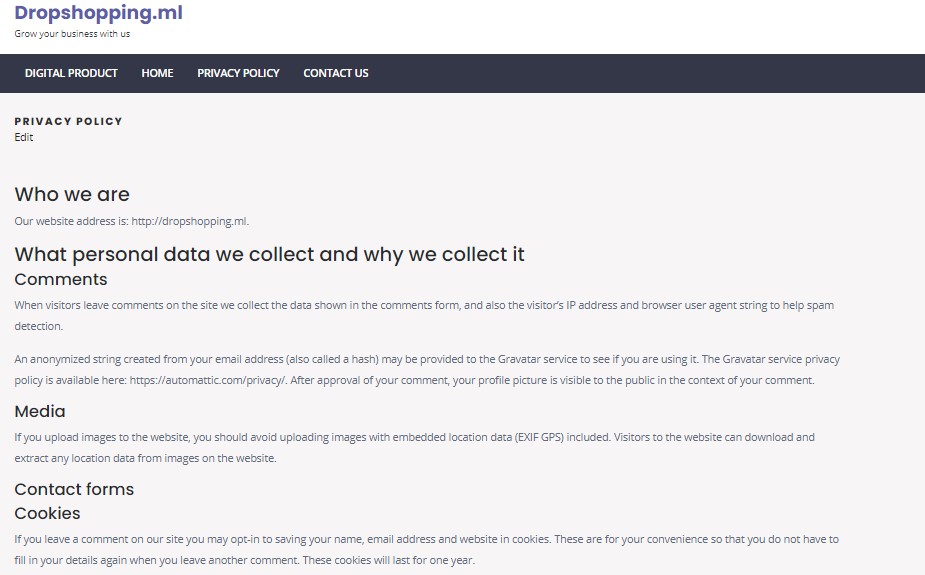 Dropshopping.ml
Grow your business with us
DIGITAL PRODUCT HOME PRIVACY POLICY CONTACT US
PRIVACY POLICY
Edit
Who we are
Our website address is: http://dropshopping.ml.
What personal data we collect and why we collect it
Comments
When visitors leave comments on the site we collect the data shown in the comments form, and also the visitor's IP address and browser user agent string to help spam
detection.
An anonymized string created from your email address (also called a hash) may be provided to the Gravatar service to see if you are using it. The Gravatar service privacy
policy is available here: https://automattic.com/privacy/. After approval of your comment, your profile picture is visible to the public in the context of your comment.
Media
If you upload images to the website, you should avoid uploading images with embedded location data (EXIF GPS) included. Visitors to the website can download and
extract any location data from images on the website.
Contact forms
Cookies
If you leave a comment on our site you may opt-in to saving your name, email address and website in cookies. These are for your convenience so that you do not have to
fill in your details again when you leave another comment. These cookies will last for one year.